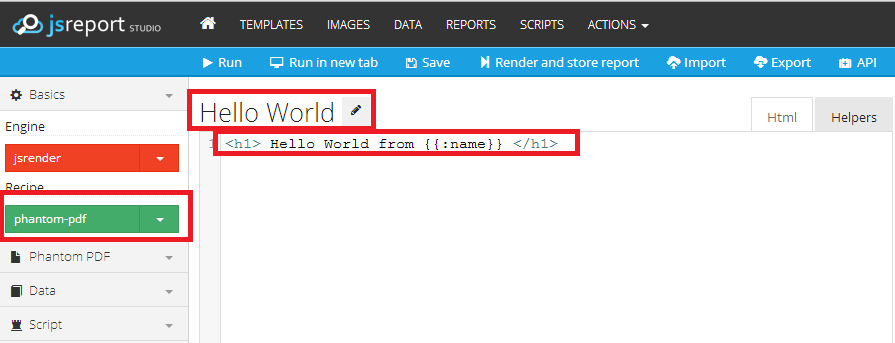 jsreport STUDIO TEMPLATES IMAGES DATA REPORTS SCRIPTS ACTIONS
Run Run in new tab Save Render and store report Import Export API
Basics
Hello World
Html Helpers
Engine
1 <h1> Hello World from {{:name}} </h1>
jsrender
Recipe
phantom-pdf
Phantom PDF
Data
Script